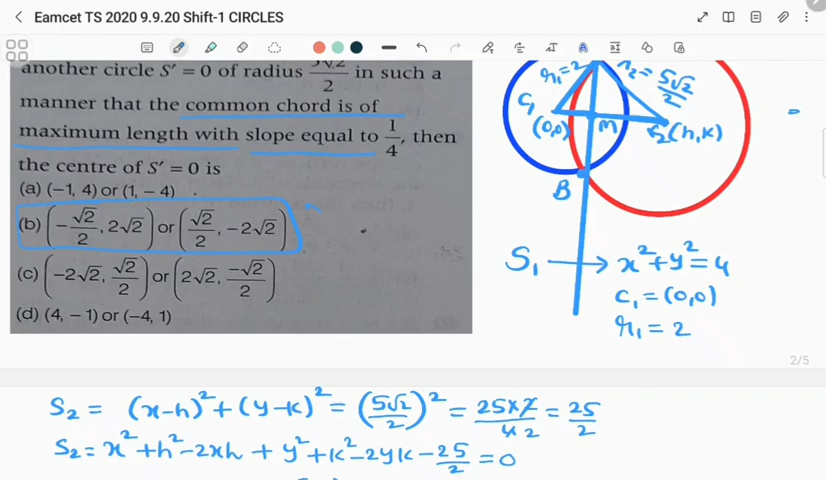 Eamcet TS 2020 9.9.20 Shift-1 CIRCLES
another circle S' = 0 of radius 5√2/2 in such a
manner that the common chord is of
maximum length with slope equal to 1/4, then
the centre of S' = 0 is
(a) (−1, 4) or (1, − 4)
(b) (−√2/2, 2√2) or (√2/2, −2√2)
(c) (−2√2, √2/2) or (2√2, −√2/2)
(d) (4, − 1) or (−4, 1)
r₁=2
r₂=5√2/2
C₁
(0,0)
M
C₂(h,k)
B
S₁ → x²+y²=4
C₁=(0,0)
r₁=2
2/5
S₂ = (x-h)²+(y-k)² = (5√2/2)² = 25×2/42 = 25/2
S₂= x²+h²-2xh + y²+k²-2yk-25/2=0